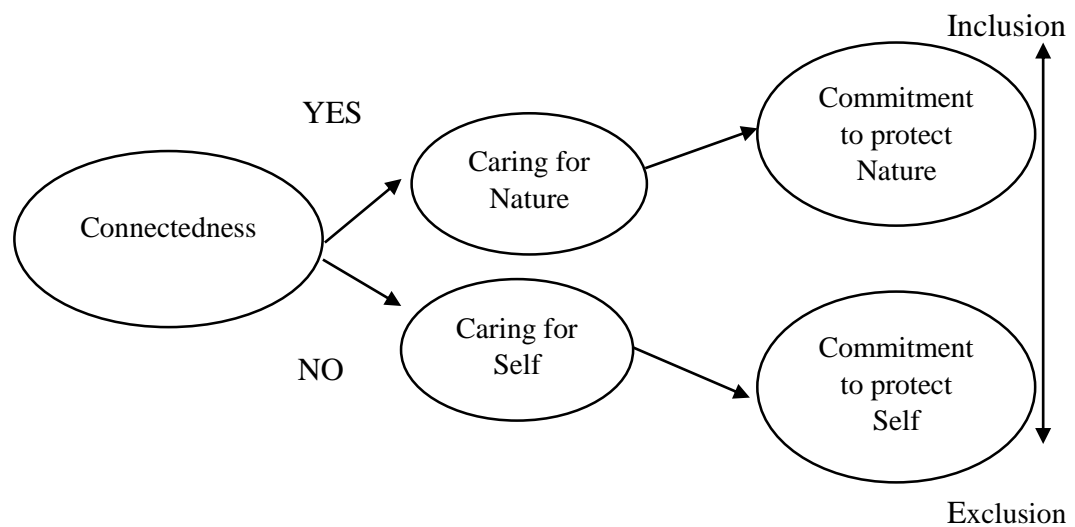 Inclusion
YES
Commitment
to protect
Nature
Caring for
Nature
Connectedness
Caring for
Self
NO
Commitment
to protect
Self
Exclusion